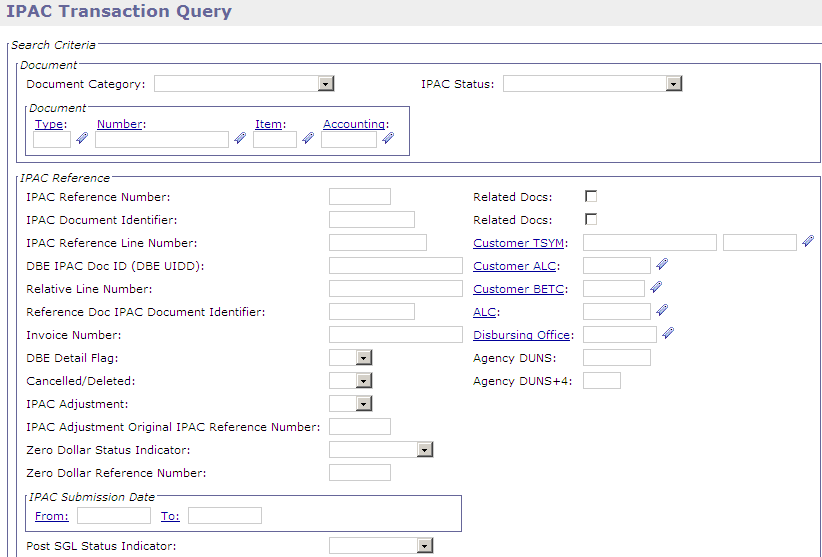 IPAC Transaction Query
Search Criteria
Document
Document Category: IPAC Status:
Document
Type: Number: Item: Accounting:
IPAC Reference
IPAC Reference Number: Related Docs:
IPAC Document Identifier: Related Docs:
IPAC Reference Line Number: Customer TSYM:
DBE IPAC Doc ID (DBE UIDD): Customer ALC:
Relative Line Number: Customer BETC:
Reference Doc IPAC Document Identifier: ALC:
Invoice Number: Disbursing Office:
DBE Detail Flag: Agency DUNS:
Cancelled/Deleted: Agency DUNS+4:
IPAC Adjustment:
IPAC Adjustment Original IPAC Reference Number:
Zero Dollar Status Indicator:
Zero Dollar Reference Number:
IPAC Submission Date
From: To:
Post SGL Status Indicator: